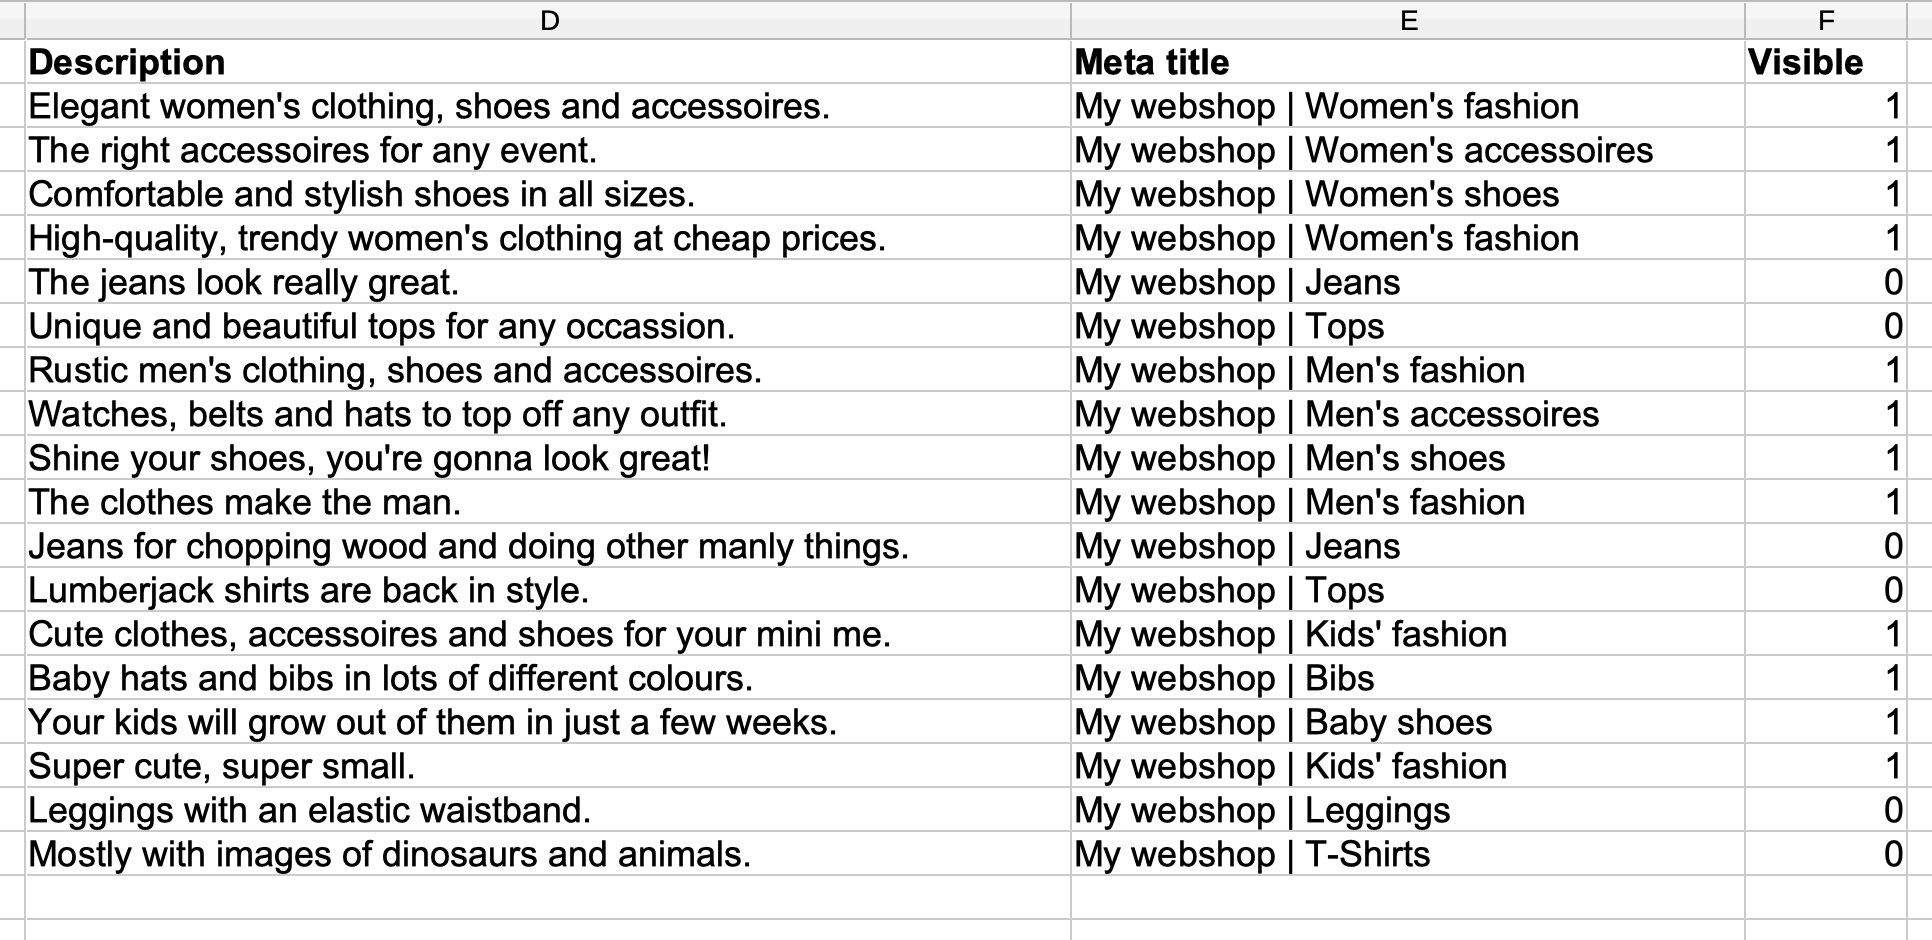 D E F
Description Meta title Visible
Elegant women's clothing, shoes and accessoires. My webshop | Women's fashion 1
The right accessoires for any event. My webshop | Women's accessoires 1
Comfortable and stylish shoes in all sizes. My webshop | Women's shoes 1
High-quality, trendy women's clothing at cheap prices. My webshop | Women's fashion 1
The jeans look really great. My webshop | Jeans 0
Unique and beautiful tops for any occassion. My webshop | Tops 0
Rustic men's clothing, shoes and accessoires. My webshop | Men's fashion 1
Watches, belts and hats to top off any outfit. My webshop | Men's accessoires 1
Shine your shoes, you're gonna look great! My webshop | Men's shoes 1
The clothes make the man. My webshop | Men's fashion 1
Jeans for chopping wood and doing other manly things. My webshop | Jeans 0
Lumberjack shirts are back in style. My webshop | Tops 0
Cute clothes, accessoires and shoes for your mini me. My webshop | Kids' fashion 1
Baby hats and bibs in lots of different colours. My webshop | Bibs 1
Your kids will grow out of them in just a few weeks. My webshop | Baby shoes 1
Super cute, super small. My webshop | Kids' fashion 1
Leggings with an elastic waistband. My webshop | Leggings 0
Mostly with images of dinosaurs and animals. My webshop | T-Shirts 0